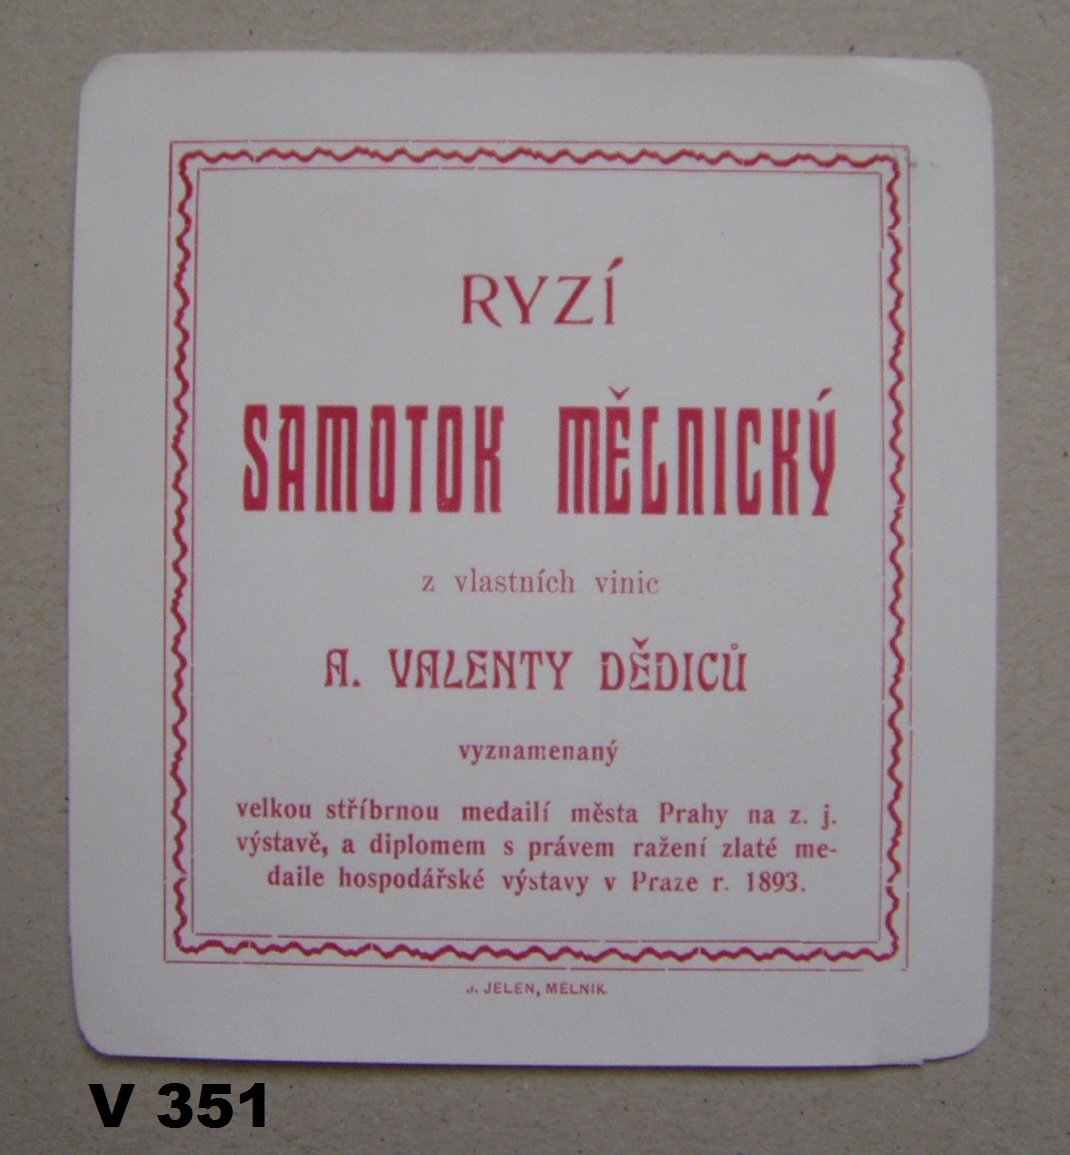 RYZÍ
SAMOTOK MĚLNICKÝ
z vlastních vinic
A. VALENTY DĚDICŮ
vyznamenaný
velkou stříbrnou medailí města Prahy na z. j.
výstavě, a diplomem s právem ražení zlaté me-
daile hospodářské výstavy v Praze r. 1893.
J. JELEN, MĚLNÍK.
V 351